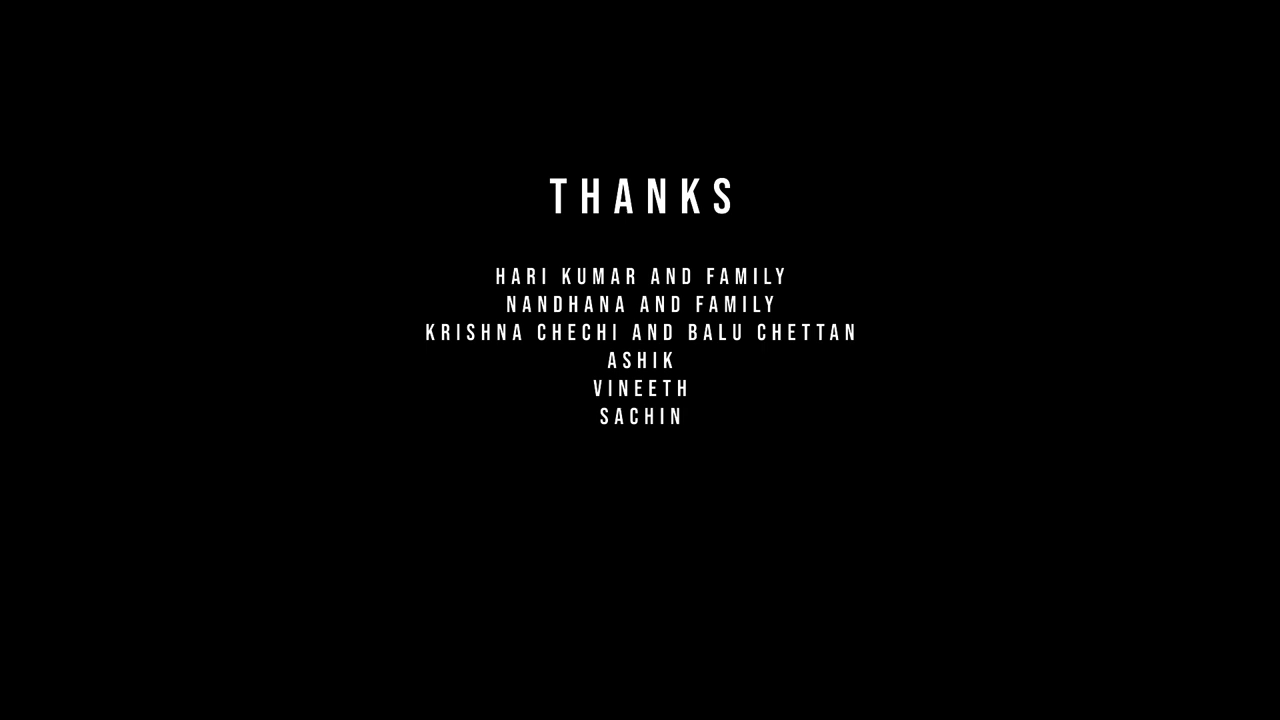 THANKS
HARI KUMAR AND FAMILY
NANDHANA AND FAMILY
KRISHNA CHECHI AND BALU CHETTAN
ASHIK
VINEETH
SACHIN